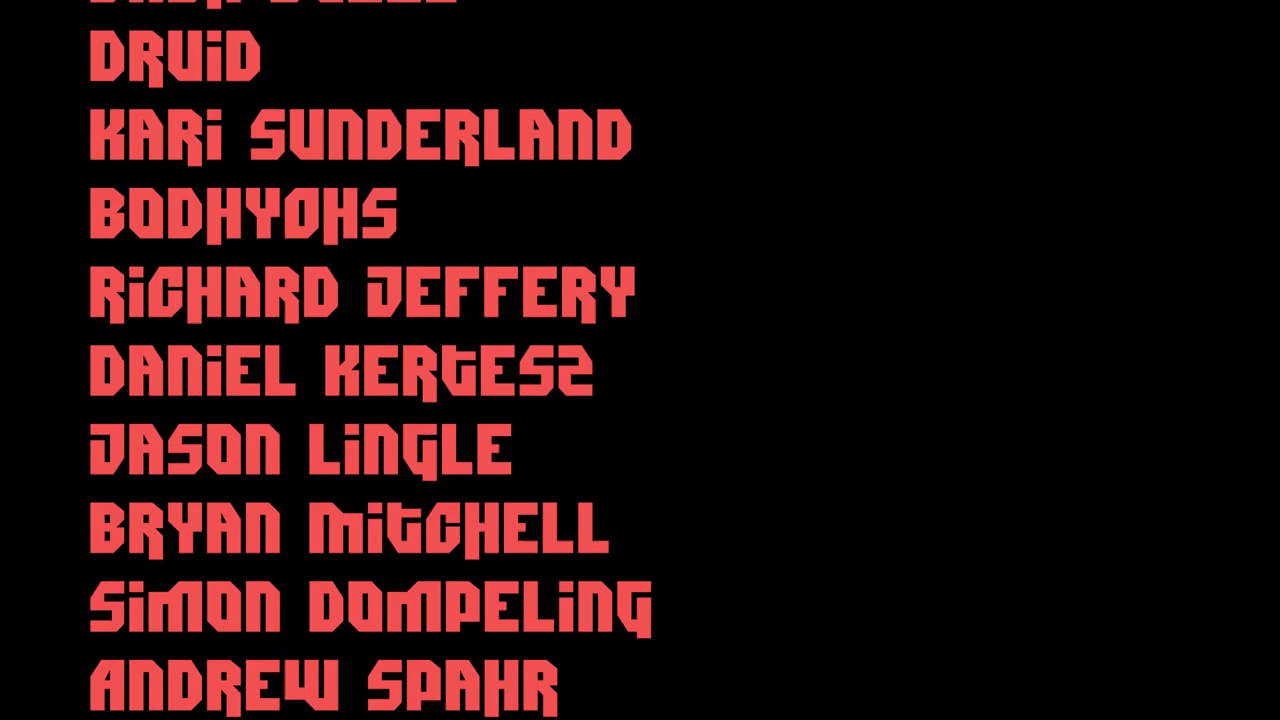 DRUiD
KARi SUNDERLAND
BODHYOHS
RiCHARD JEFFERY
DANiEL KERTESZ
JASON LiNGLE
BRYAN MiTCHELL
SiMON DOMPELiNG
ANDREW SPAHR